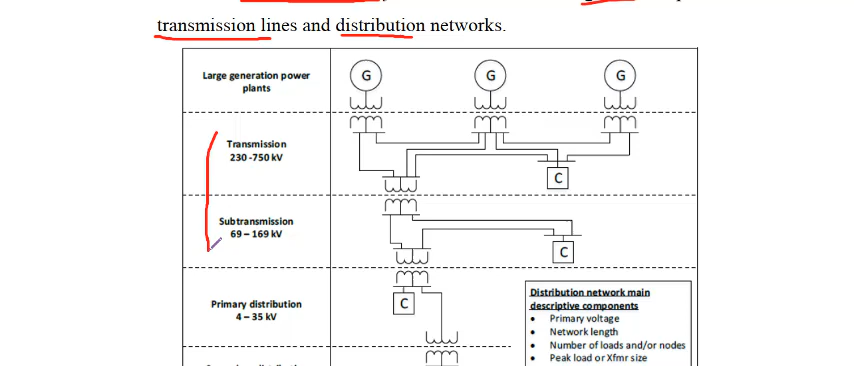 transmission lines and distribution networks.
Large generation power
plants
G
G
G
Transmission
230 -750 kV
C
Subtransmission
69 – 169 kV
C
Primary distribution
4 – 35 kV
C
Distribution network main
descriptive components
• Primary voltage
• Network length
• Number of loads and/or nodes
• Peak load or Xfmr size